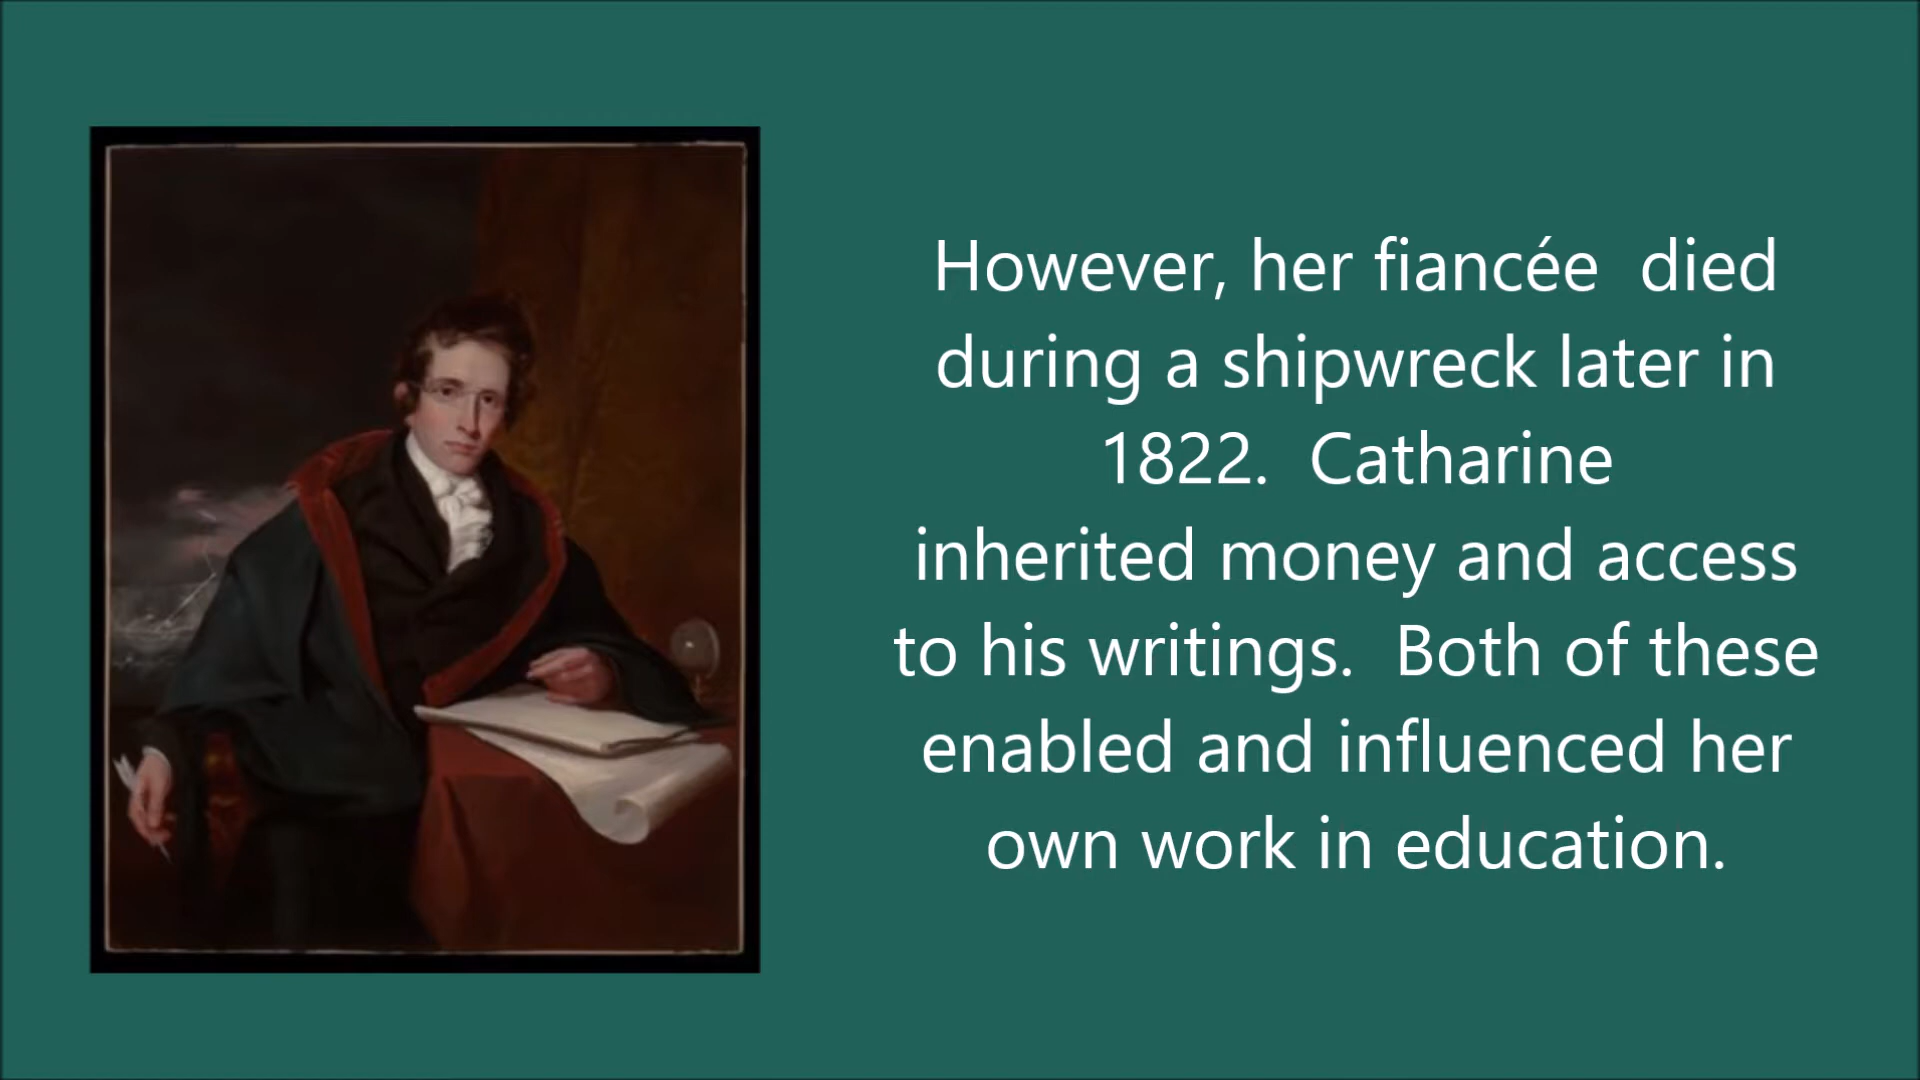 However, her fiancée  died
during a shipwreck later in
1822.  Catharine
inherited money and access
to his writings.  Both of these
enabled and influenced her
own work in education.